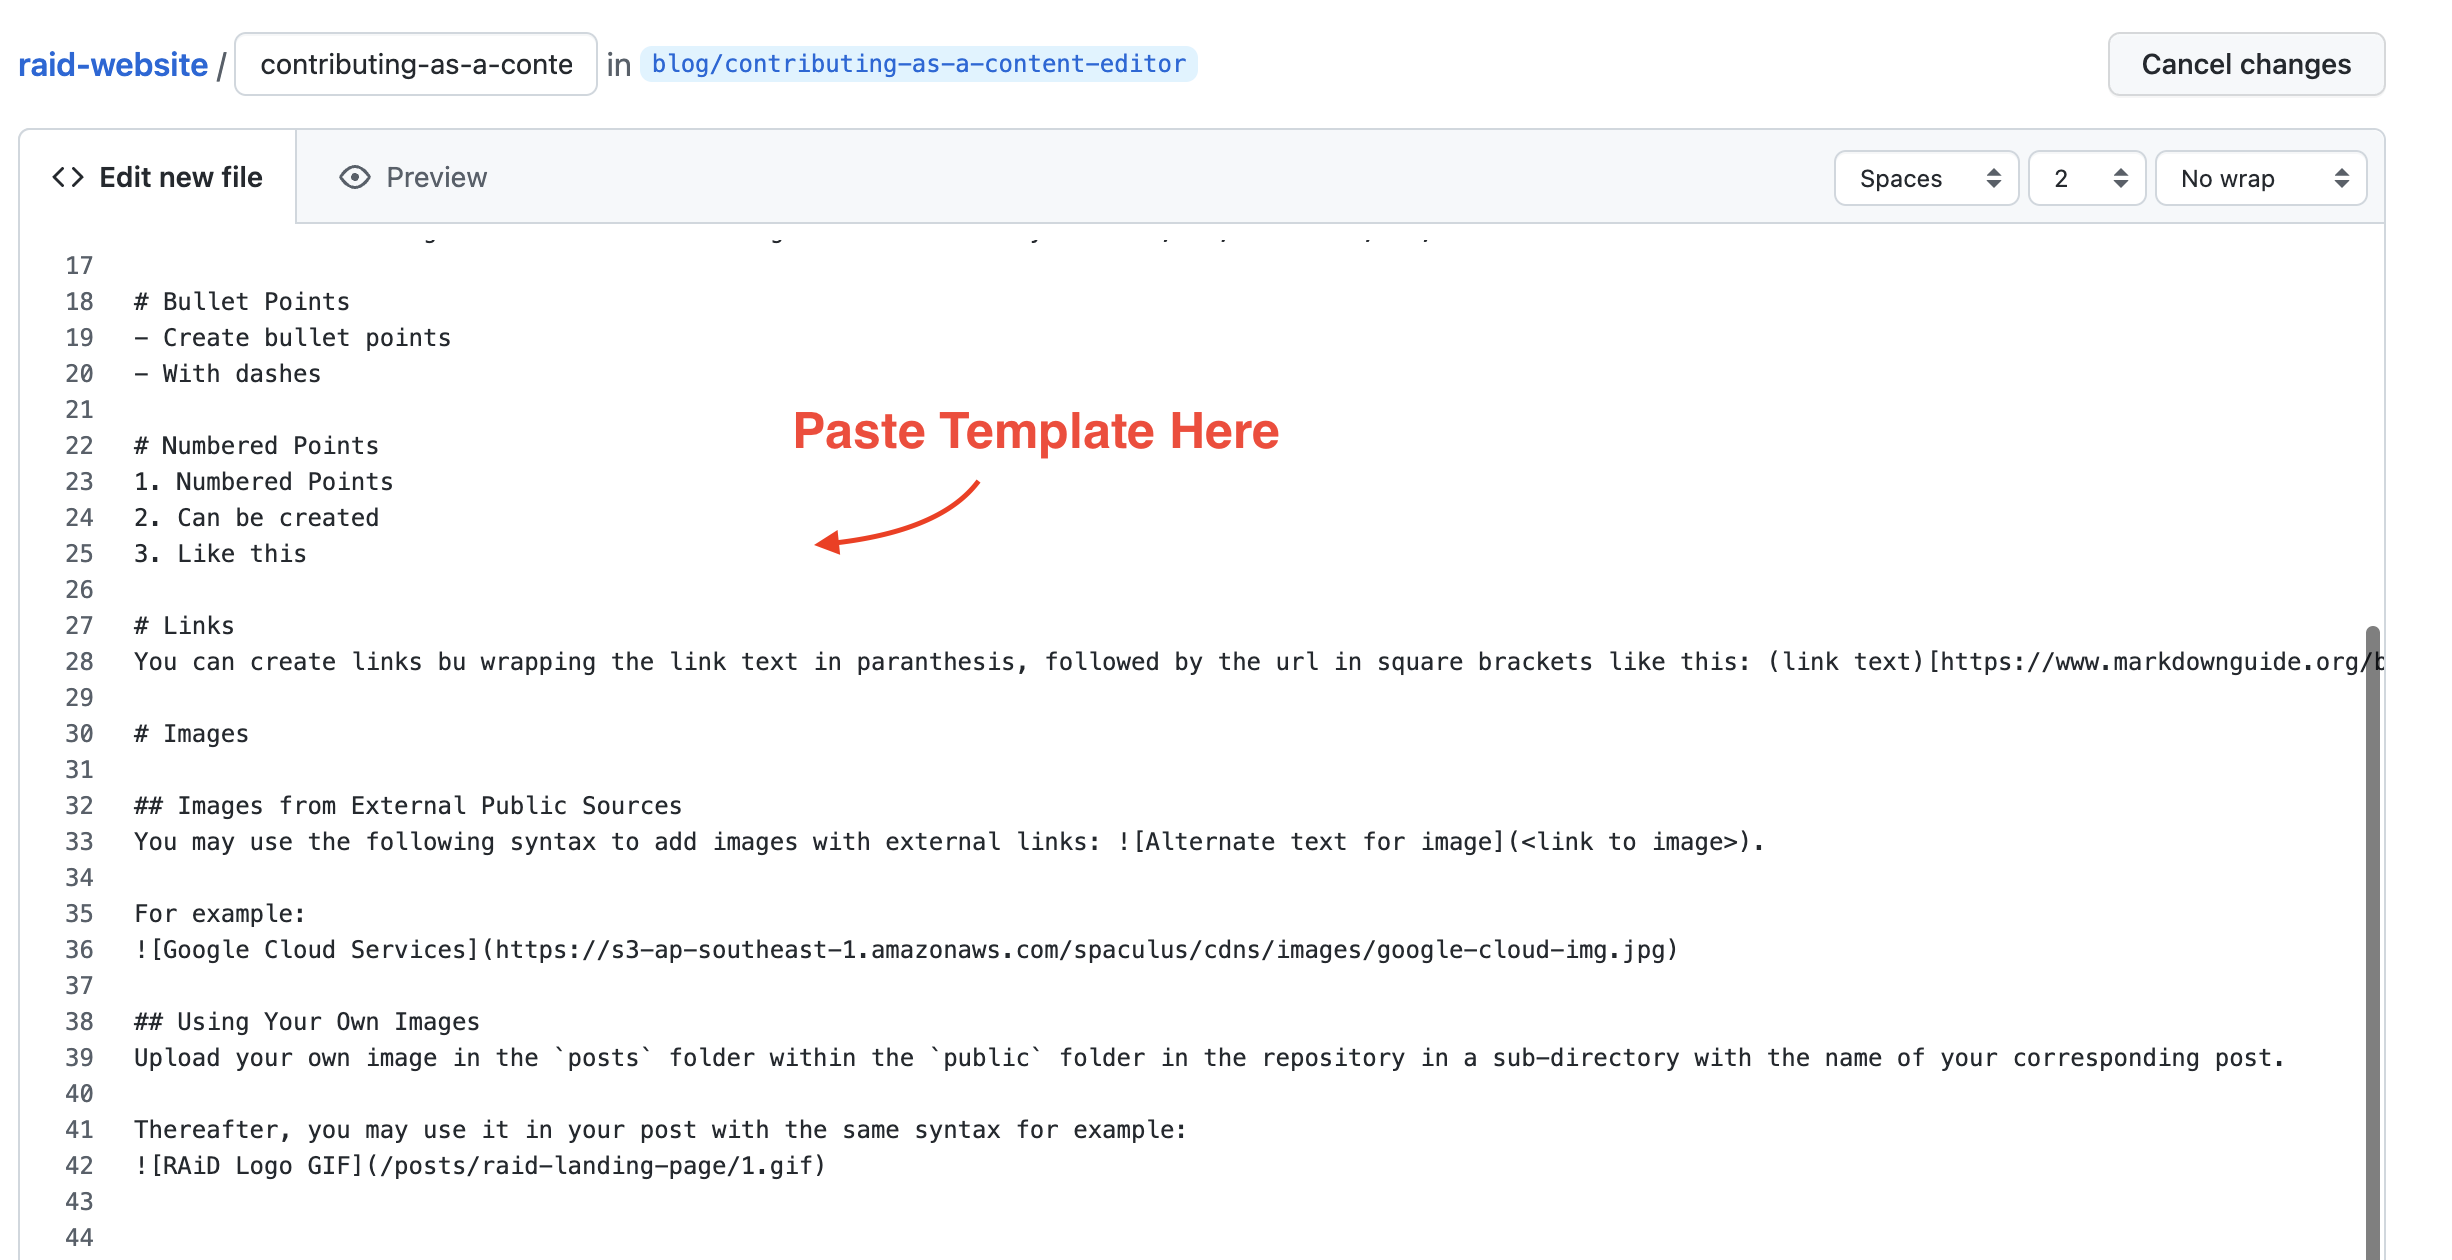 raid-website / contributing-as-a-conte in blog/contributing-as-a-content-editor Cancel changes
<> Edit new file Preview Spaces 2 No wrap
17
18 # Bullet Points
19 - Create bullet points
20 - With dashes
21
Paste Template Here
22 # Numbered Points
23 1. Numbered Points
24 2. Can be created
25 3. Like this
26
27 # Links
28 You can create links bu wrapping the link text in paranthesis, followed by the url in square brackets like this: (link text)[https://www.markdownguide.org/b
29
30 # Images
31
32 ## Images from External Public Sources
33 You may use the following syntax to add images with external links: ![Alternate text for image](<link to image>).
34
35 For example:
36 ![Google Cloud Services](https://s3-ap-southeast-1.amazonaws.com/spaculus/cdns/images/google-cloud-img.jpg)
37
38 ## Using Your Own Images
39 Upload your own image in the `posts` folder within the `public` folder in the repository in a sub-directory with the name of your corresponding post.
40
41 Thereafter, you may use it in your post with the same syntax for example:
42 ![RAiD Logo GIF](/posts/raid-landing-page/1.gif)
43
44